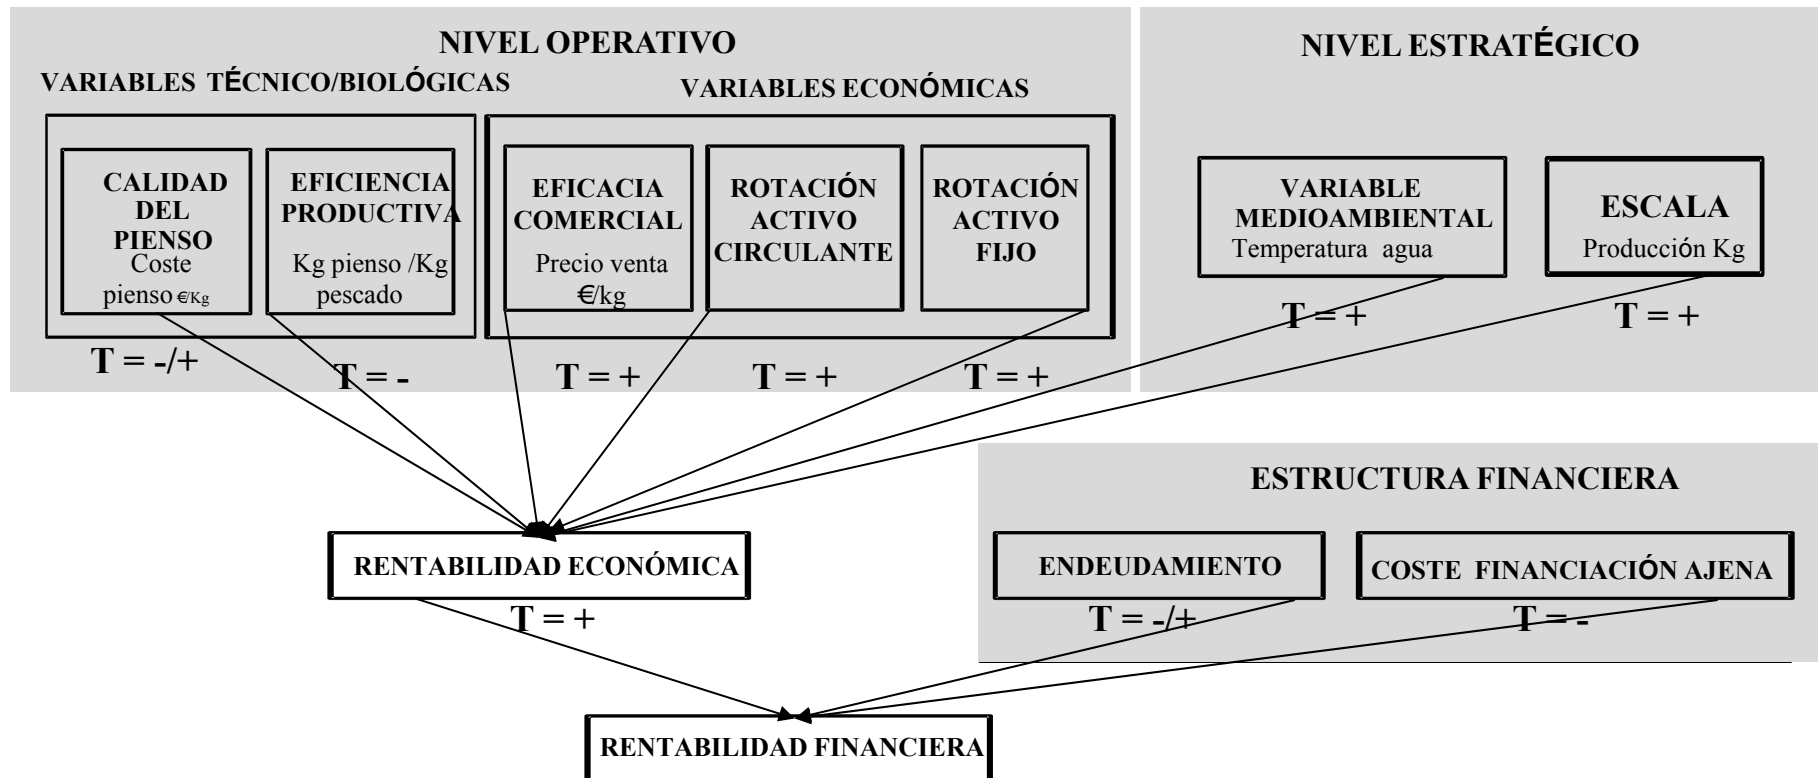 NIVEL OPERATIVO
VARIABLES TÉCNICO/BIOLÓGICAS
VARIABLES ECONÓMICAS
CALIDAD
DEL
PIENSO
Coste
pienso €/Kg
EFICIENCIA
PRODUCTIVA
Kg pienso /Kg
pescado
EFICACIA
COMERCIAL
Precio venta
€/kg
ROTACIÓN
ACTIVO
CIRCULANTE
ROTACIÓN
ACTIVO
FIJO
T = -/+
T = -
T = +
T = +
T = +
NIVEL ESTRATÉGICO
VARIABLE
MEDIOAMBIENTAL
Temperatura agua
ESCALA
Producción Kg
T = +
T = +
ESTRUCTURA FINANCIERA
RENTABILIDAD ECONÓMICA
ENDEUDAMIENTO
COSTE FINANCIACIÓN AJENA
T = +
T = -/+
T = -
RENTABILIDAD FINANCIERA